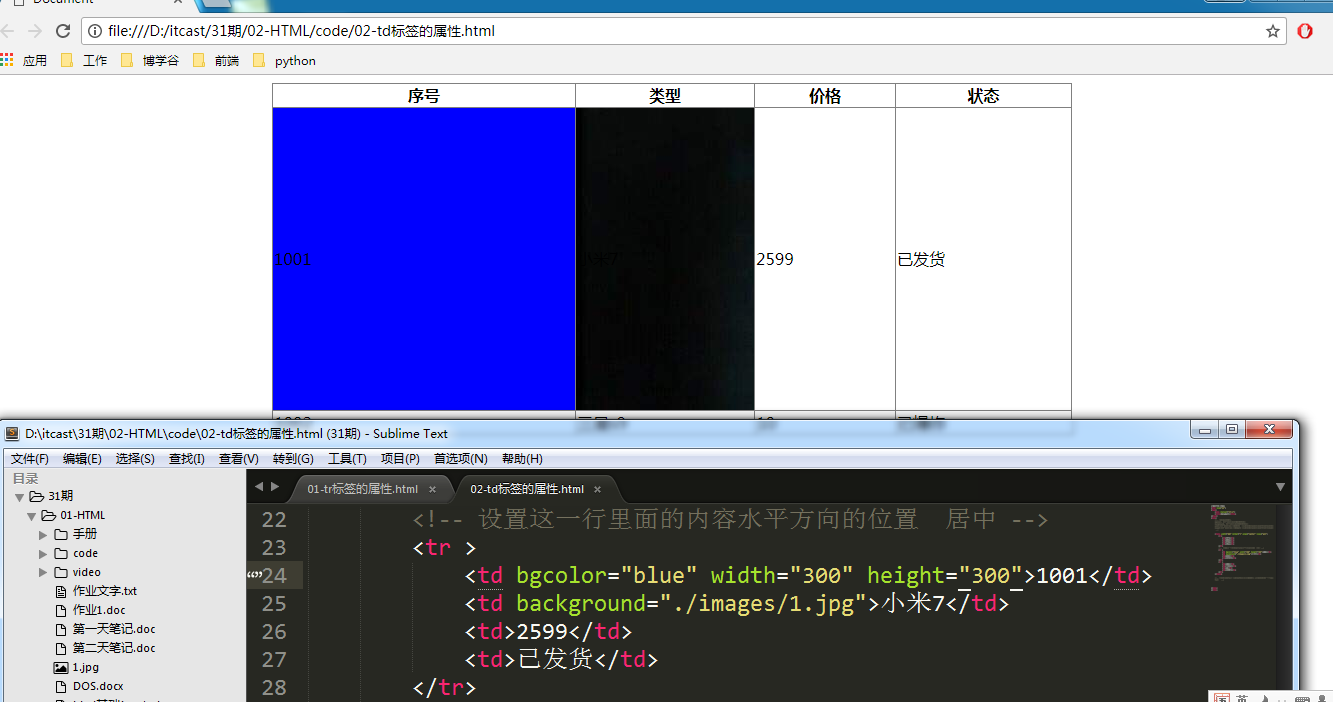 Document
file:///D:/itcast/31期/02-HTML/code/02-td标签的属性.html
应用 工作 博学谷 前端 python
序号 类型 价格 状态
1001 2599 已发货
D:\itcast\31期\02-HTML\code\02-td标签的属性.html (31期) - Sublime Text
文件(F) 编辑(E) 选择(S) 查找(I) 查看(V) 转到(G) 工具(T) 项目(P) 首选项(N) 帮助(H)
目录
31期
01-HTML
手册
code
video
作业文字.txt
作业1.doc
第一天笔记.doc
第二天笔记.doc
1.jpg
DOS.docx
01-tr标签的属性.html 02-td标签的属性.html
22 <!-- 设置这一行里面的内容水平方向的位置 居中 -->
23 <tr >
24 <td bgcolor="blue" width="300" height="300">1001</td>
25 <td background="./images/1.jpg">小米7</td>
26 <td>2599</td>
27 <td>已发货</td>
28 </tr>
英